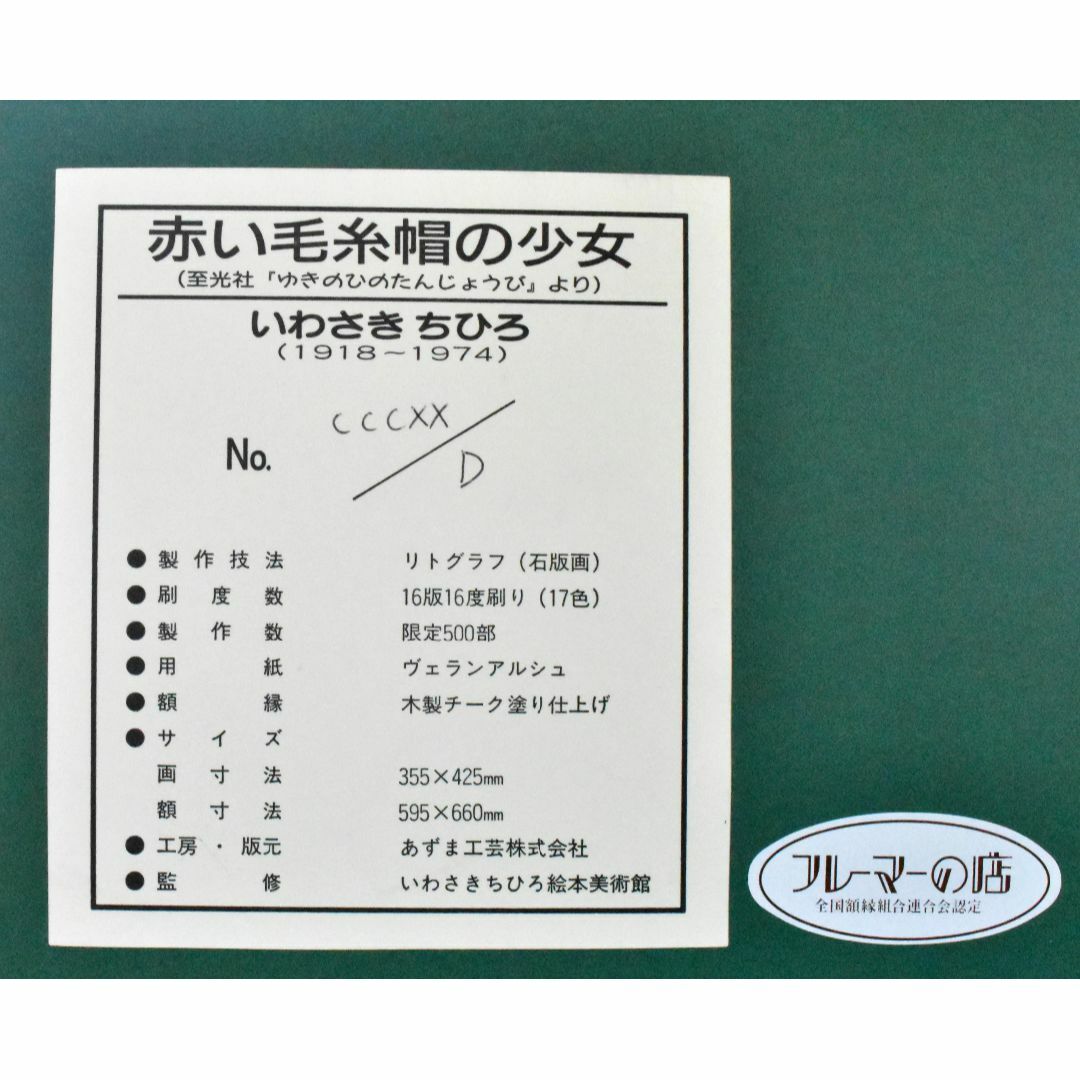 赤い毛糸帽の少女
（至光社『ゆきのひのたんじょうび』より）
いわさき ちひろ
（1918～1974）
No. CCCXX/D
●製作技法 リトグラフ（石版画）
●刷度数 16版16度刷り（17色）
●製作数 限定500部
●用紙 ヴェランアルシュ
●額縁 木製チーク塗り仕上げ
●サイズ
画寸法 355×425㎜
額寸法 595×660㎜
●工房・版元 あずま工芸株式会社
●監修 いわさきちひろ絵本美術館
フレーマーの店
全国額縁組合連合会認定